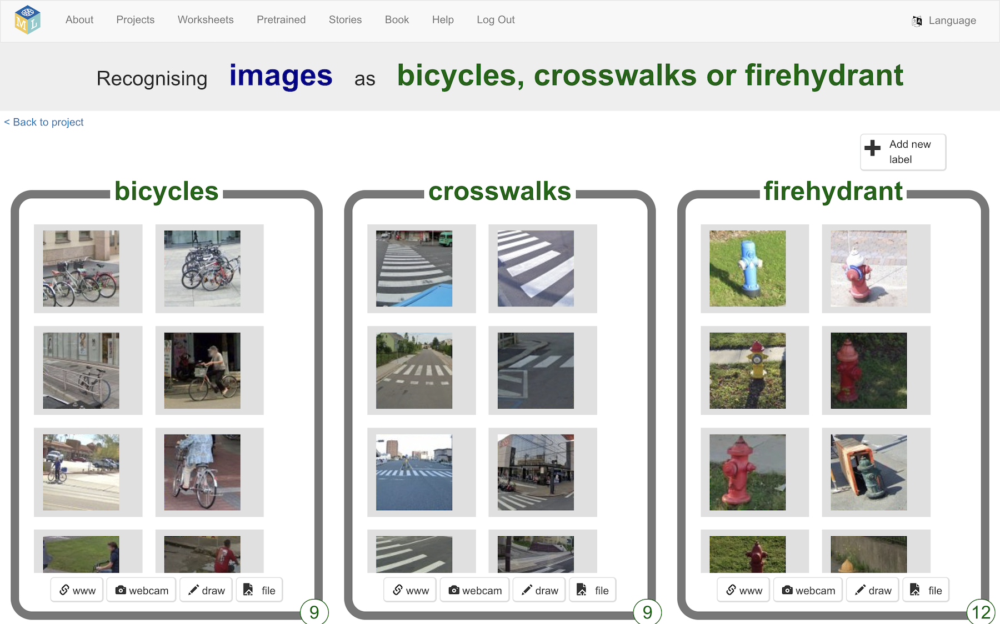 M L
About Projects Worksheets Pretrained Stories Book Help Log Out Language
Recognising images as bicycles, crosswalks or firehydrant
< Back to project
Add new
label
bicycles
www webcam draw file
9
crosswalks
www webcam draw file
9
firehydrant
www webcam draw file
12